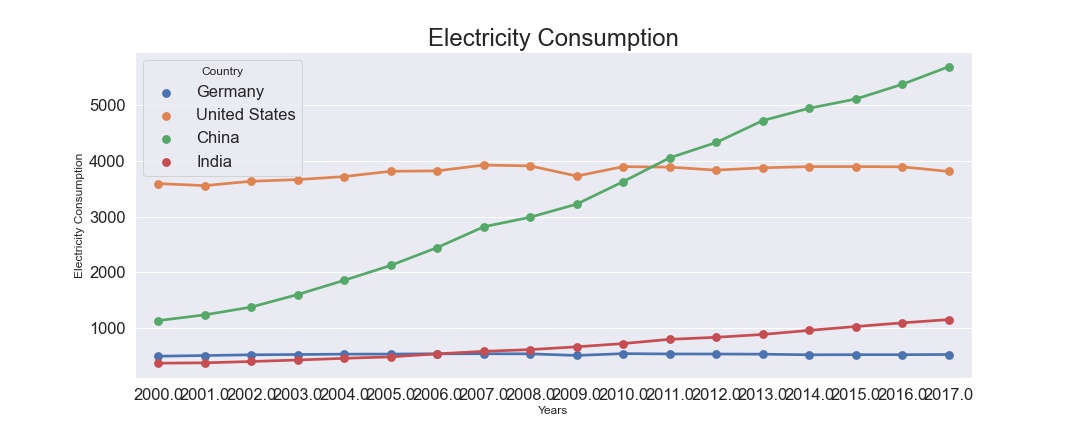 Electricity Consumption
Country
Germany
United States
China
India
Electricity Consumption
5000
4000
3000
2000
1000
2000.0 2001.0 2002.0 2003.0 2004.0 2005.0 2006.0 2007.0 2008.0 2009.0 2010.0 2011.0 2012.0 2013.0 2014.0 2015.0 2016.0 2017.0
Years